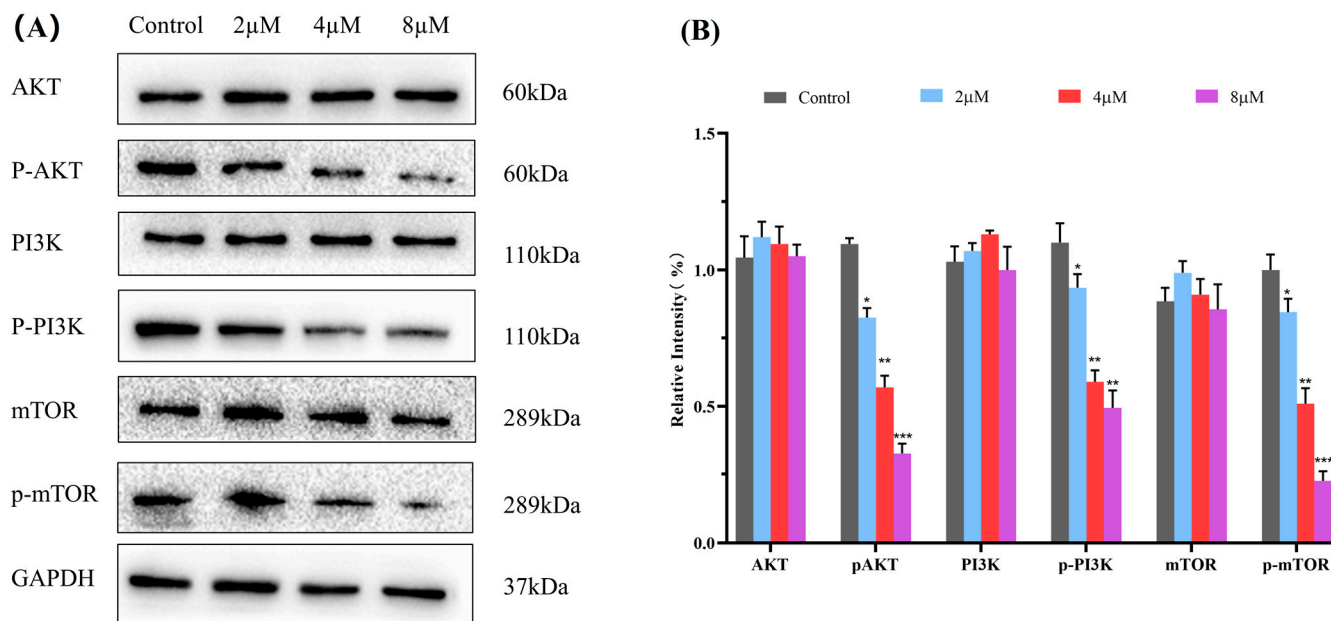 (A)
Control 2μM 4μM 8μM
AKT 60kDa
P-AKT 60kDa
PI3K 110kDa
P-PI3K 110kDa
mTOR 289kDa
p-mTOR 289kDa
GAPDH 37kDa
(B)
Control 2μM 4μM 8μM
Relative Intensity( %)
1.5
1.0
0.5
0.0
* ** ***
* ** **
* ** ***
AKT pAKT PI3K p-PI3K mTOR p-mTOR